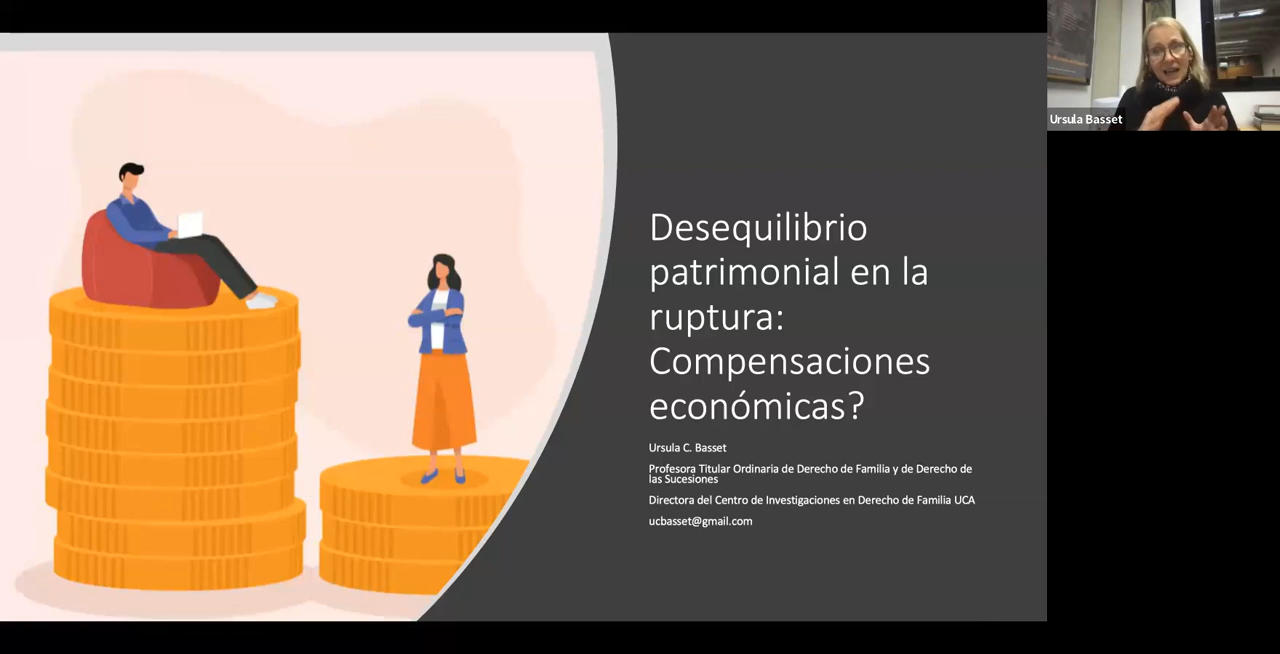 Ursula Basset
Desequilibrio
patrimonial en la
ruptura:
Compensaciones
económicas?
Ursula C. Basset
Profesora Titular Ordinaria de Derecho de Familia y de Derecho de
las Sucesiones
Directora del Centro de Investigaciones en Derecho de Familia UCA
ucbasset@gmail.com